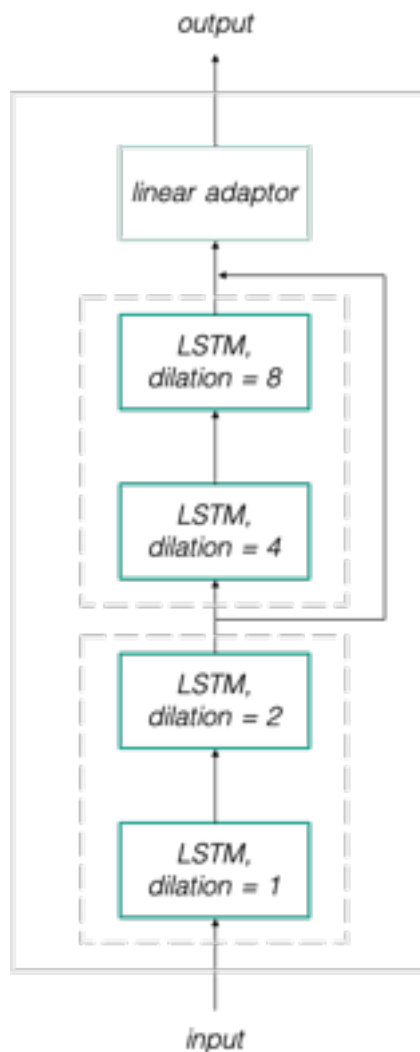 output
linear adaptor
LSTM,
dilation = 8
LSTM,
dilation = 4
LSTM,
dilation = 2
LSTM,
dilation = 1
input